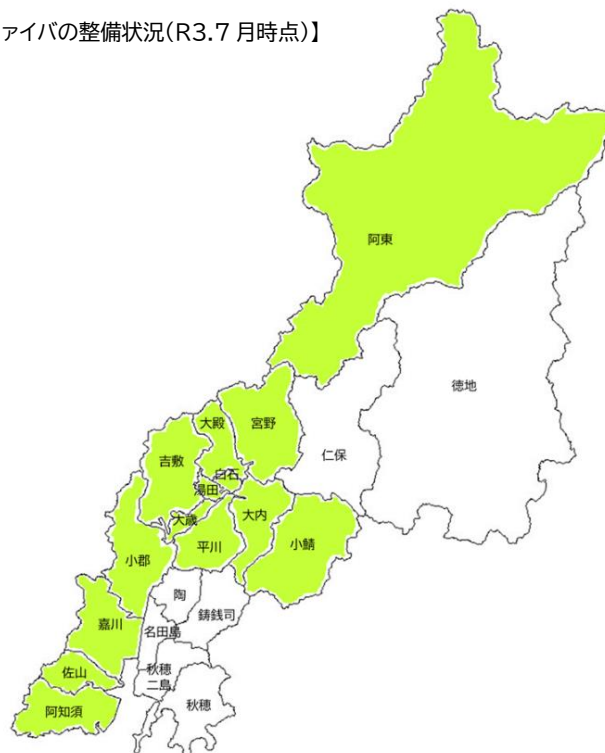 ァイバの整備状況(R3.7 月時点)】
阿東
徳地
大殿
宮野
仁保
吉敷
白石
湯田
大歳
大内
小鯖
平川
小郡
陶
鋳銭司
嘉川
名田島
佐山
秋穂
二島
秋穂
阿知須